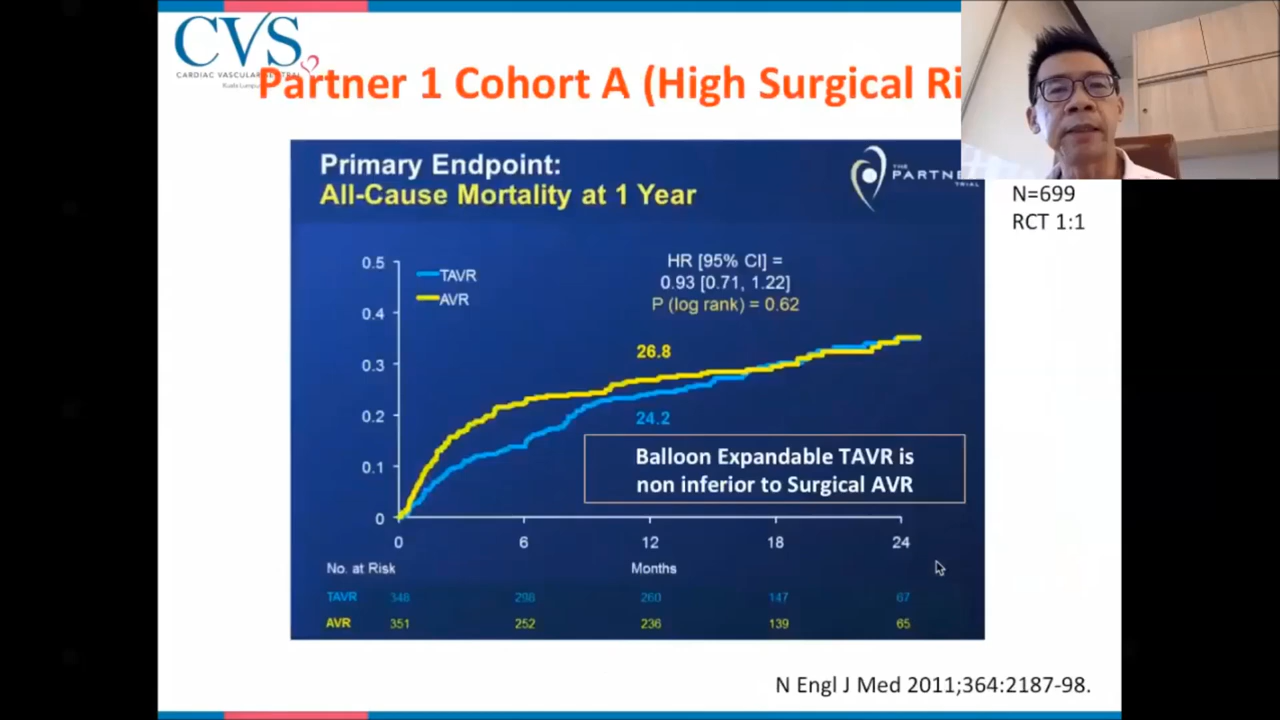 CVS
CARDIAC VASCULAR
Kuala Lumpur
Partner 1 Cohort A (High Surgical Ri
Primary Endpoint:
All-Cause Mortality at 1 Year
THE
PARTNE
TRIAL
N=699
RCT 1:1
HR [95% CI] =
0.93 [0.71, 1.22]
P (log rank) = 0.62
TAVR
AVR
0.5
0.4
0.3
0.2
0.1
0
26.8
24.2
Balloon Expandable TAVR is
non inferior to Surgical AVR
0 6 12 18 24
No. at Risk Months
TAVR 348 298 260 147 67
AVR 351 252 236 139 65
N Engl J Med 2011;364:2187-98.